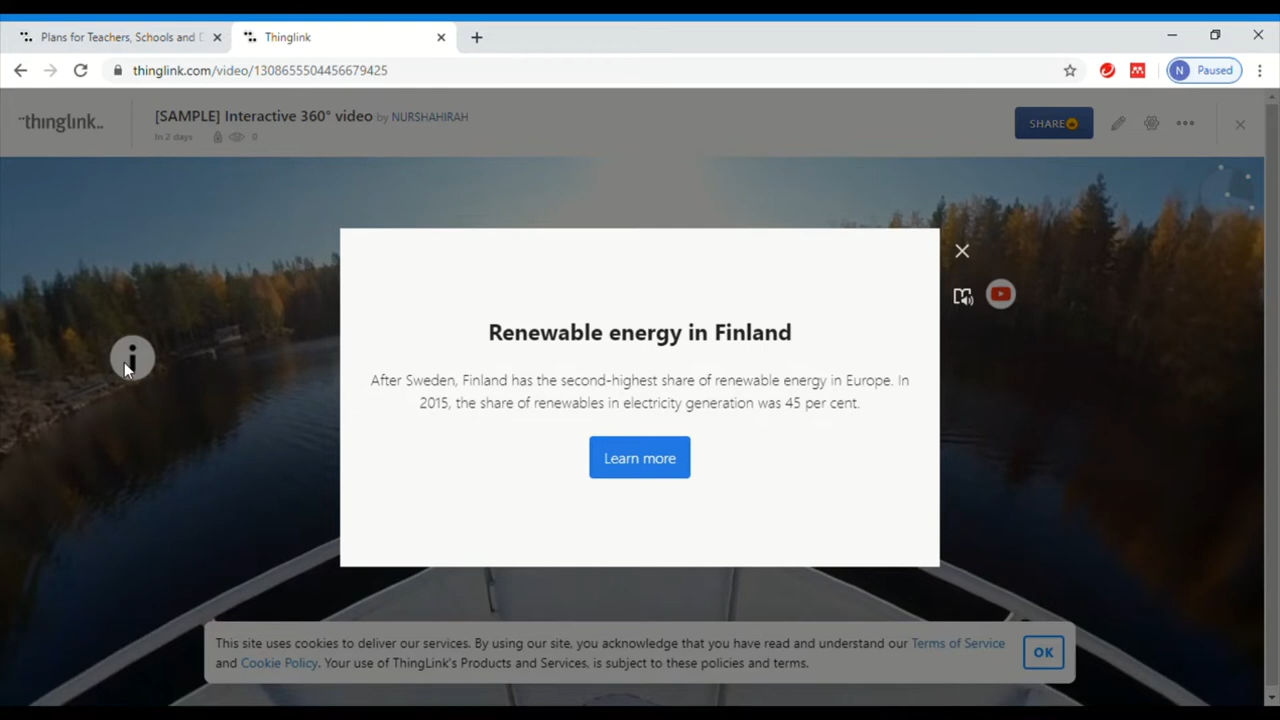 Plans for Teachers, Schools and D
Thinglink
thinglink.com/video/1308655504456679425
N Paused
··thinglink..
[SAMPLE] Interactive 360° video by NURSHAHIRAH
In 2 days 0
SHARE
Renewable energy in Finland
After Sweden, Finland has the second-highest share of renewable energy in Europe. In
2015, the share of renewables in electricity generation was 45 per cent.
Learn more
i
This site uses cookies to deliver our services. By using our site, you acknowledge that you have read and understand our Terms of Service
and Cookie Policy. Your use of ThingLink's Products and Services, is subject to these policies and terms.
OK